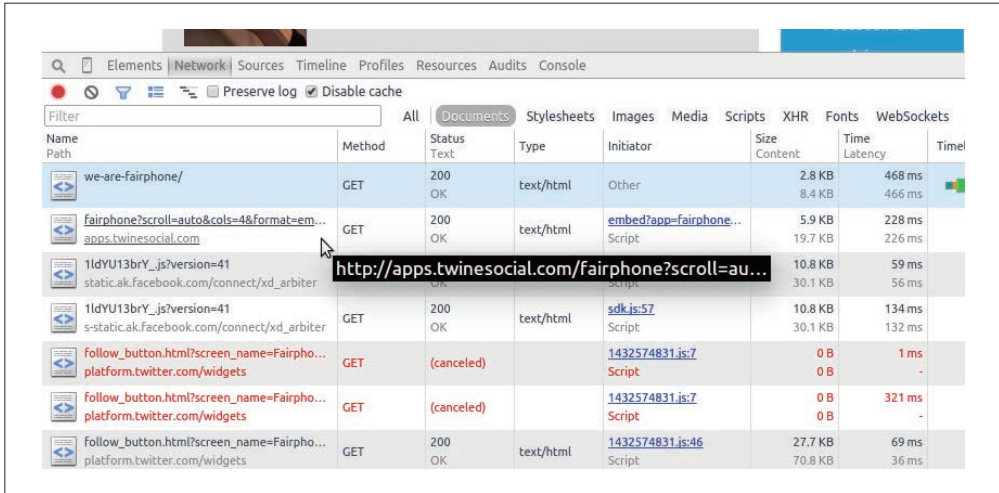 Elements Network Sources Timeline Profiles Resources Audits Console
Preserve log Disable cache
Filter All Documents Stylesheets Images Media Scripts XHR Fonts WebSockets
Name Method Status Type Initiator Size Time Timel
Path Text Content Latency
we-are-fairphone/ GET 200 text/html Other 2.8 KB 468 ms
OK 8.4 KB 466 ms
fairphone?scroll=auto&cols=4&format=em... GET 200 text/html embed?app=fairphone... 5.9 KB 228 ms
apps.twinesocial.com OK Script 19.7 KB 226 ms
http://apps.twinesocial.com/fairphone?scroll=au...
1ldYU13brY_.js?version=41 10.8 KB 59 ms
static.ak.facebook.com/connect/xd_arbiter OK Script 30.1 KB 56 ms
1ldYU13brY_.js?version=41 GET 200 text/html sdk.js:57 10.8 KB 134 ms
s-static.ak.facebook.com/connect/xd_arbiter OK Script 30.1 KB 132 ms
follow_button.html?screen_name=Fairpho... GET (canceled) 1432574831.js:7 0 B 1 ms
platform.twitter.com/widgets Script 0 B -
follow_button.html?screen_name=Fairpho... GET (canceled) 1432574831.js:7 0 B 321 ms
platform.twitter.com/widgets Script 0 B -
follow_button.html?screen_name=Fairpho... GET 200 text/html 1432574831.js:46 27.7 KB 69 ms
platform.twitter.com/widgets OK Script 70.8 KB 36 ms